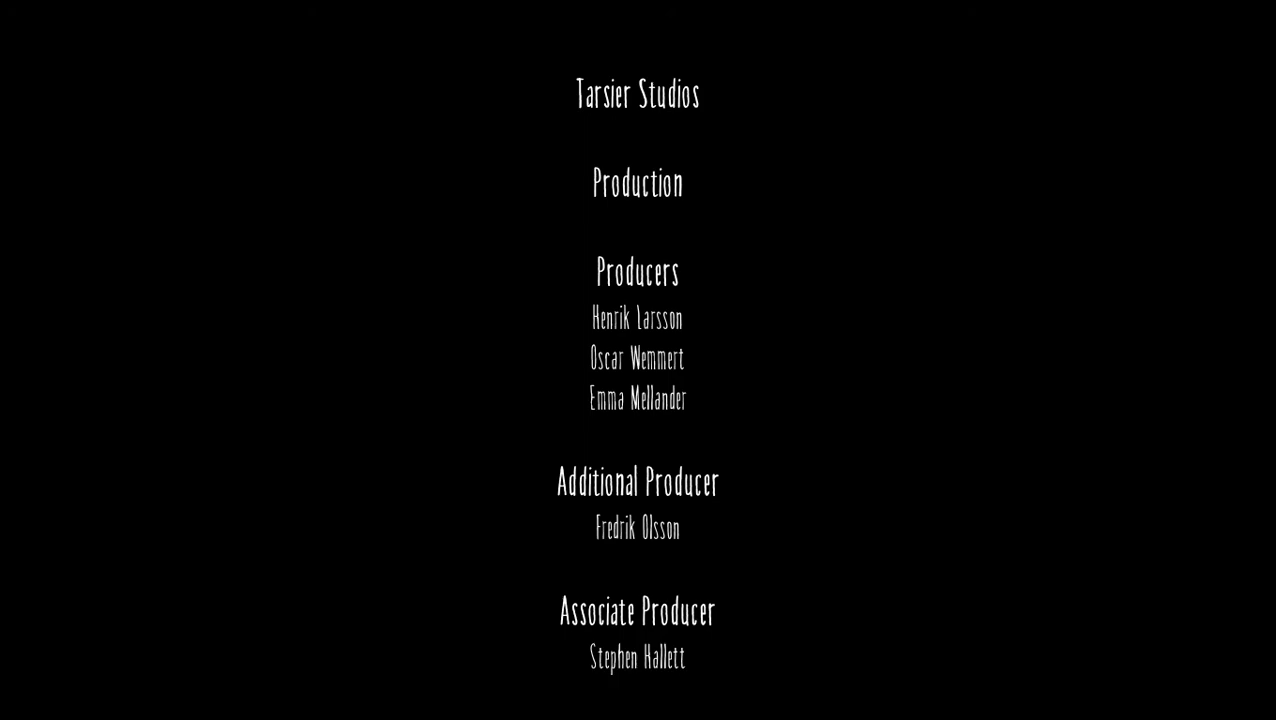 Tarsier Studios
Production
Producers
Henrik Larsson
Oscar Wemmert
Emma Mellander
Additional Producer
Fredrik Olsson
Associate Producer
Stephen Hallett